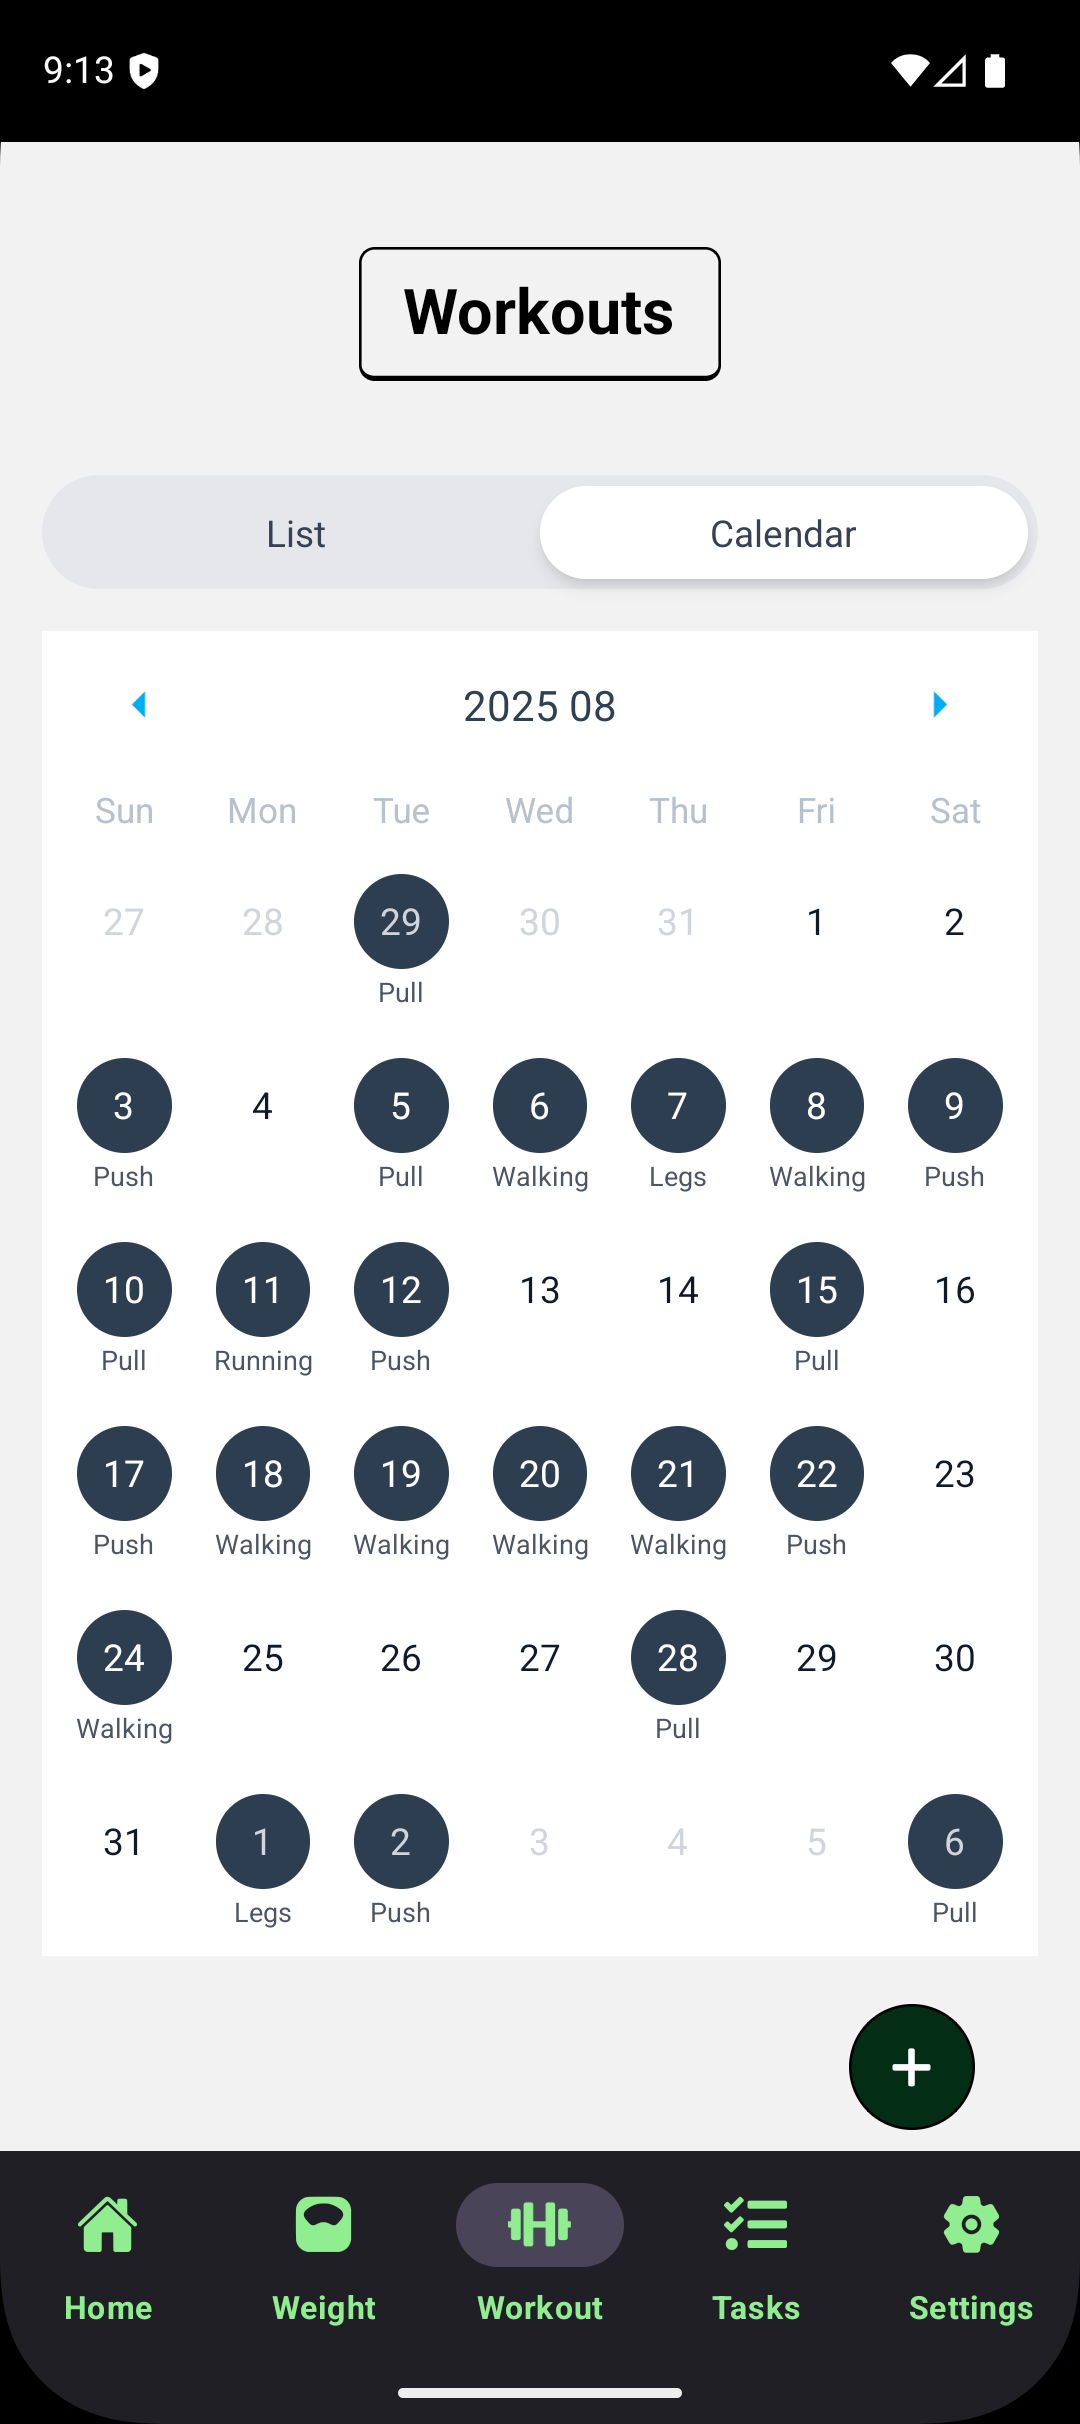 9:13
Workouts
List Calendar
2025 08
Sun Mon Tue Wed Thu Fri Sat
27 28 29 30 31 1 2
Pull
3 4 5 6 7 8 9
Push Pull Walking Legs Walking Push
10 11 12 13 14 15 16
Pull Running Push Pull
17 18 19 20 21 22 23
Push Walking Walking Walking Walking Push
24 25 26 27 28 29 30
Walking Pull
31 1 2 3 4 5 6
Legs Push Pull
Home Weight Workout Tasks Settings